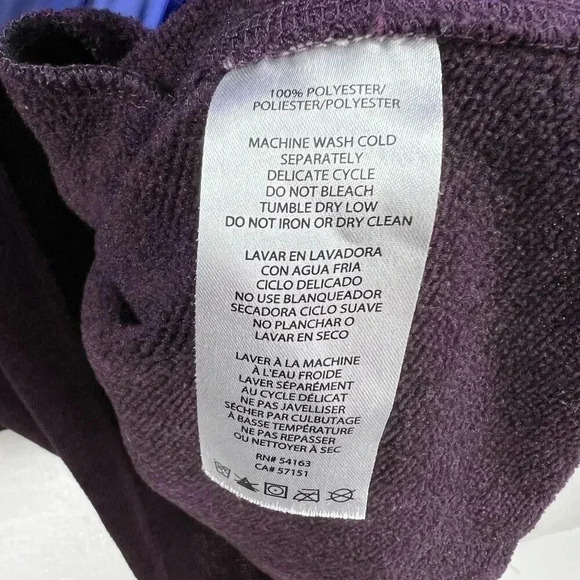 100% POLYESTER/
POLIESTER/POLYESTER
MACHINE WASH COLD
SEPARATELY
DELICATE CYCLE
DO NOT BLEACH
TUMBLE DRY LOW
DO NOT IRON OR DRY CLEAN
LAVAR EN LAVADORA
CON AGUA FRIA
CICLO DELICADO
NO USE BLANQUEADOR
SECADORA CICLO SUAVE
NO PLANCHAR O
LAVAR EN SECO
LAVER À LA MACHINE
À L'EAU FROIDE
LAVER SÉPARÉMENT
AU CYCLE DÉLICAT
NE PAS JAVELLISER
SÉCHER PAR CULBUTAGE
À BASSE TEMPÉRATURE
NE PAS REPASSER
OU NETTOYER À SEC
RN# 54163
CA# 57151